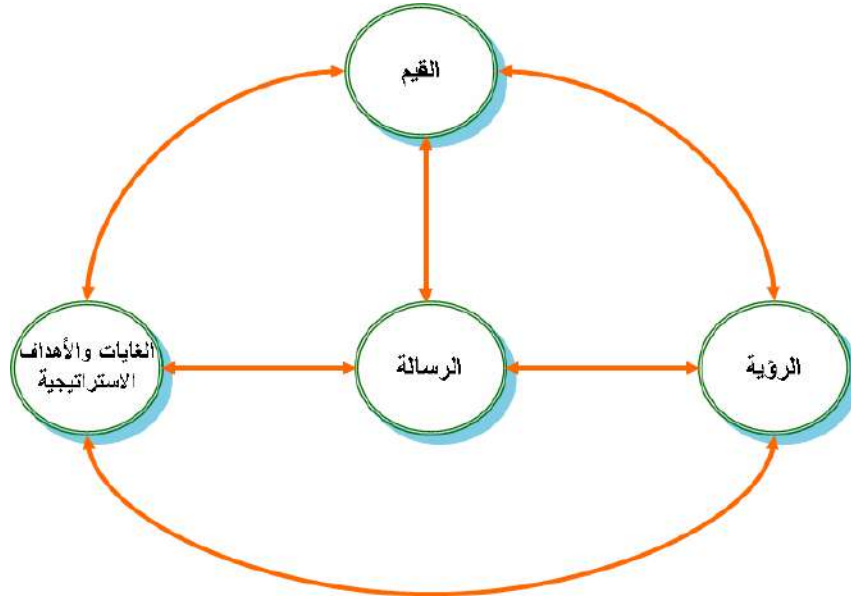 القيم
الرؤية
الرسالة
الغايات والأهداف
الاستراتيجية